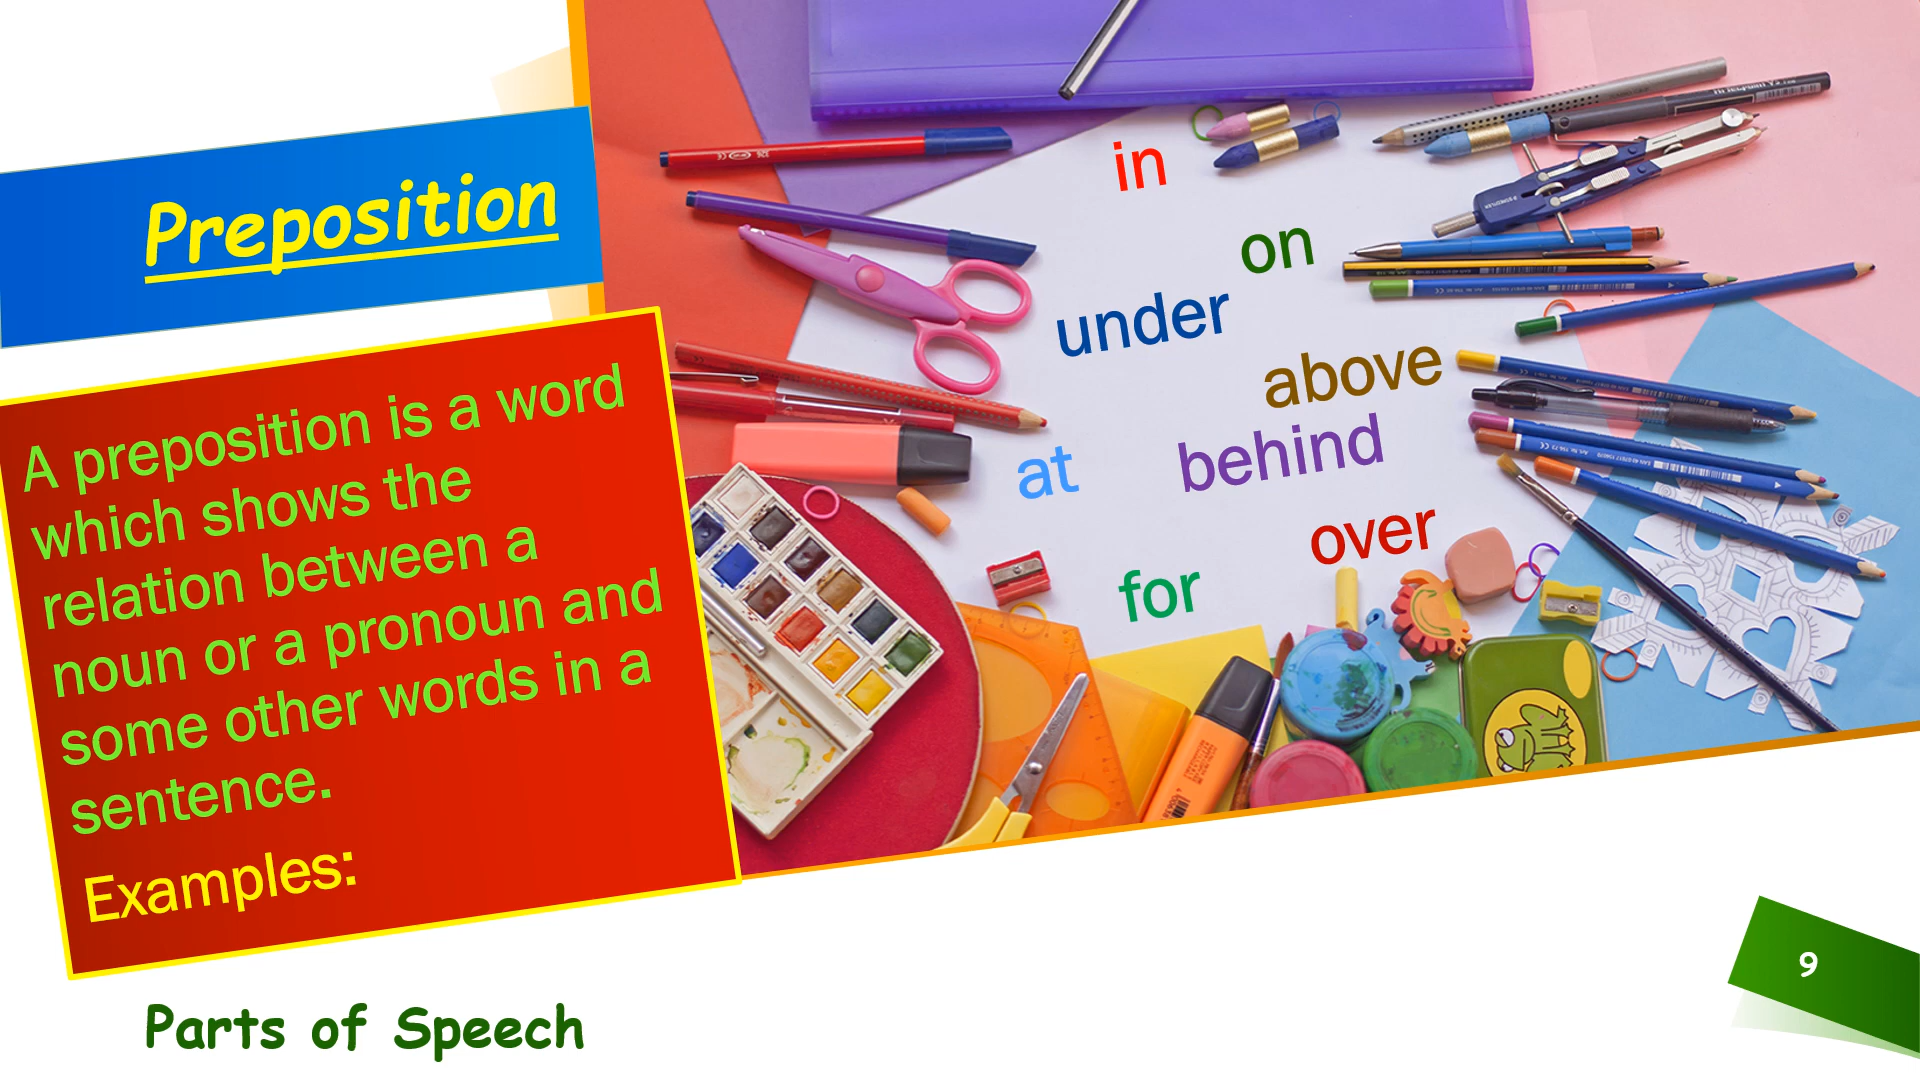 Preposition
A preposition is a word
which shows the
relation between a
noun or a pronoun and
some other words in a
sentence.
Examples:
in
on
under
above
at
behind
over
for
Parts of Speech
9